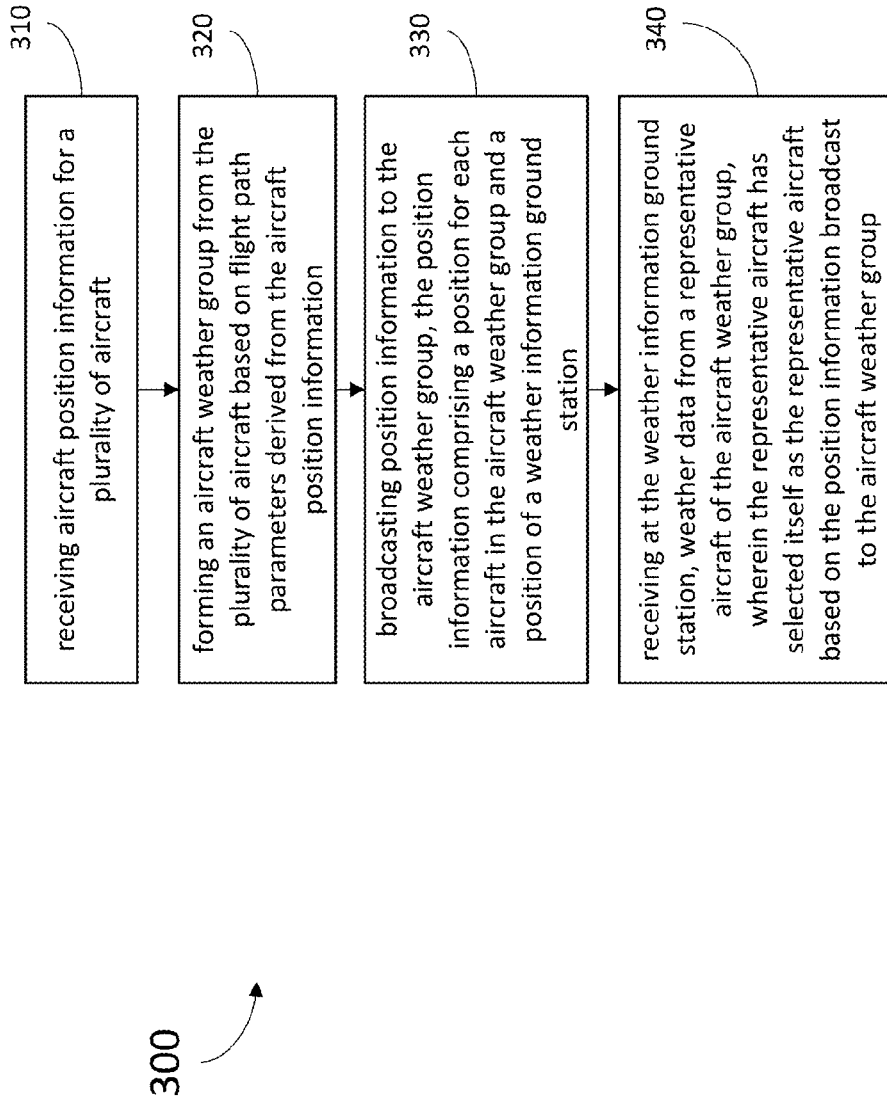 300
310
receiving aircraft position information for a
plurality of aircraft
320
forming an aircraft weather group from the
plurality of aircraft based on flight path
parameters derived from the aircraft
position information
330
broadcasting position information to the
aircraft weather group, the position
information comprising a position for each
aircraft in the aircraft weather group and a
position of a weather information ground
station
340
receiving at the weather information ground
station, weather data from a representative
aircraft of the aircraft weather group,
wherein the representative aircraft has
selected itself as the representative aircraft
based on the position information broadcast
to the aircraft weather group